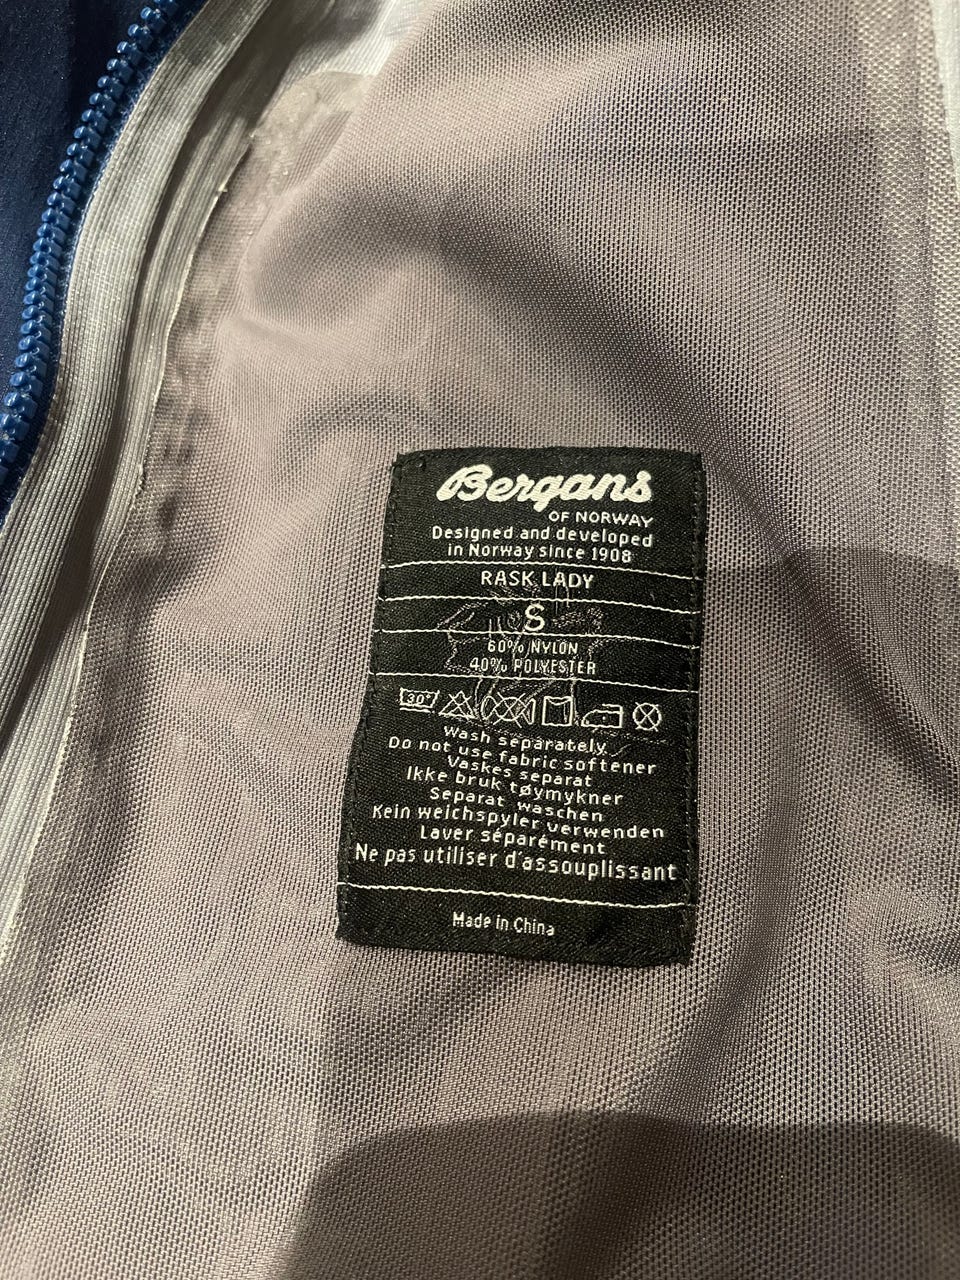 Bergans
OF NORWAY
Designed and developed
in Norway since 1908
RASK LADY
S
60% NYLON
40% POLYESTER
30°
Wash separately
Do not use fabric softener
Vaskes separat
Ikke bruk tøymykner
Separat waschen
Kein weichspyler verwenden
Laver séparément
Ne pas utiliser d'assouplissant
Made in China